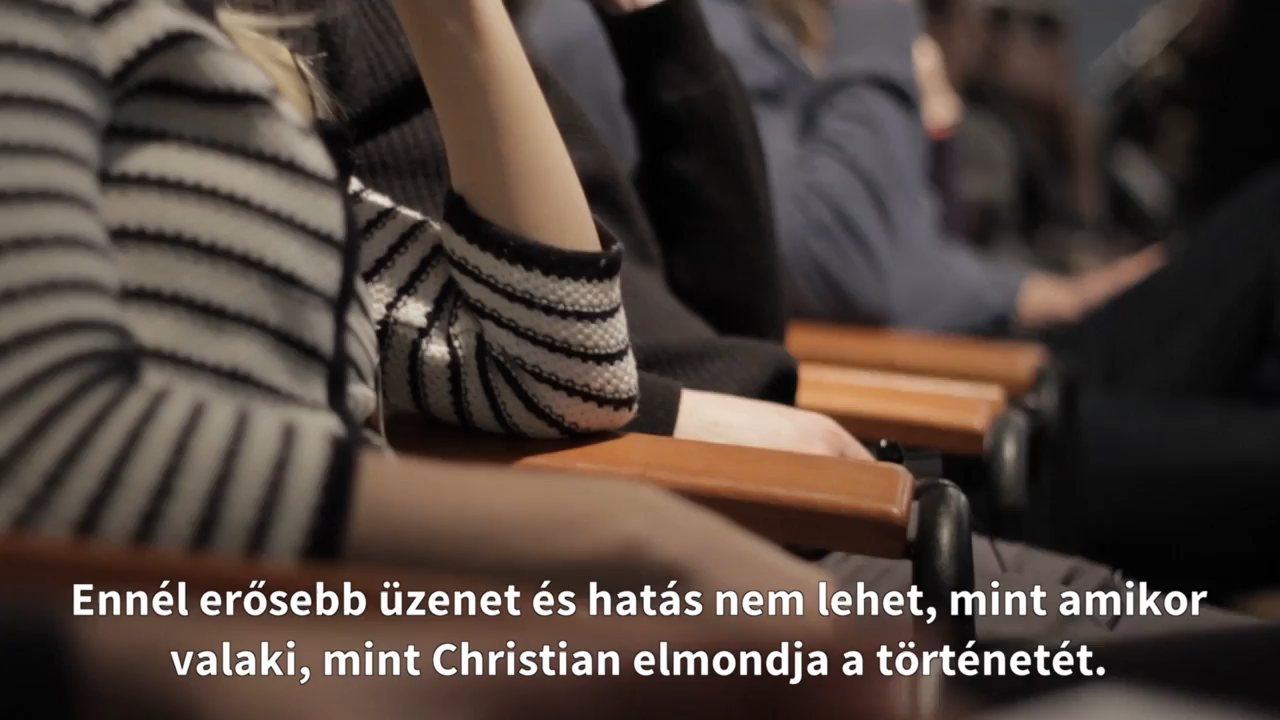 Ennél erősebb üzenet és hatás nem lehet, mint amikor
valaki, mint Christian elmondja a történetét.